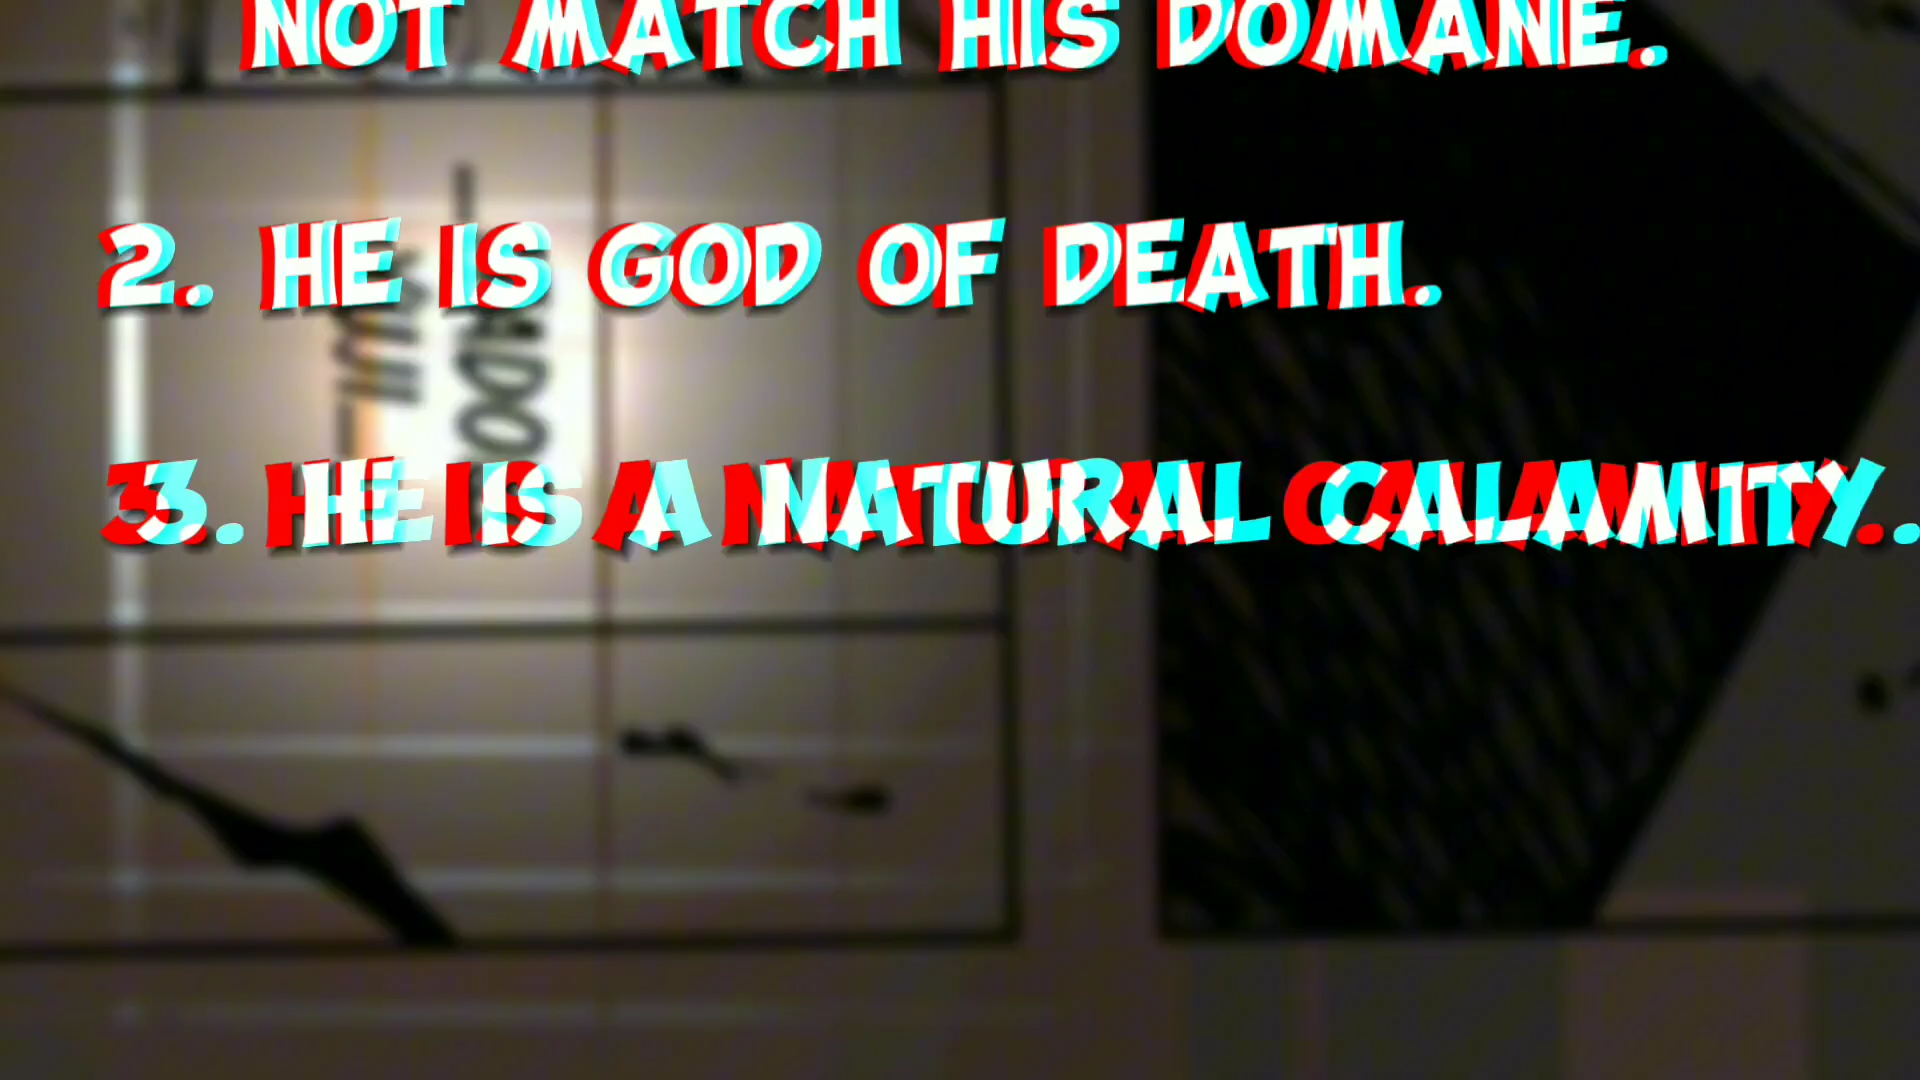 NOT MATCH HIS DOMANE.
2. HE IS GOD OF DEATH.
3. HE IS A NATURAL CALAMITY.